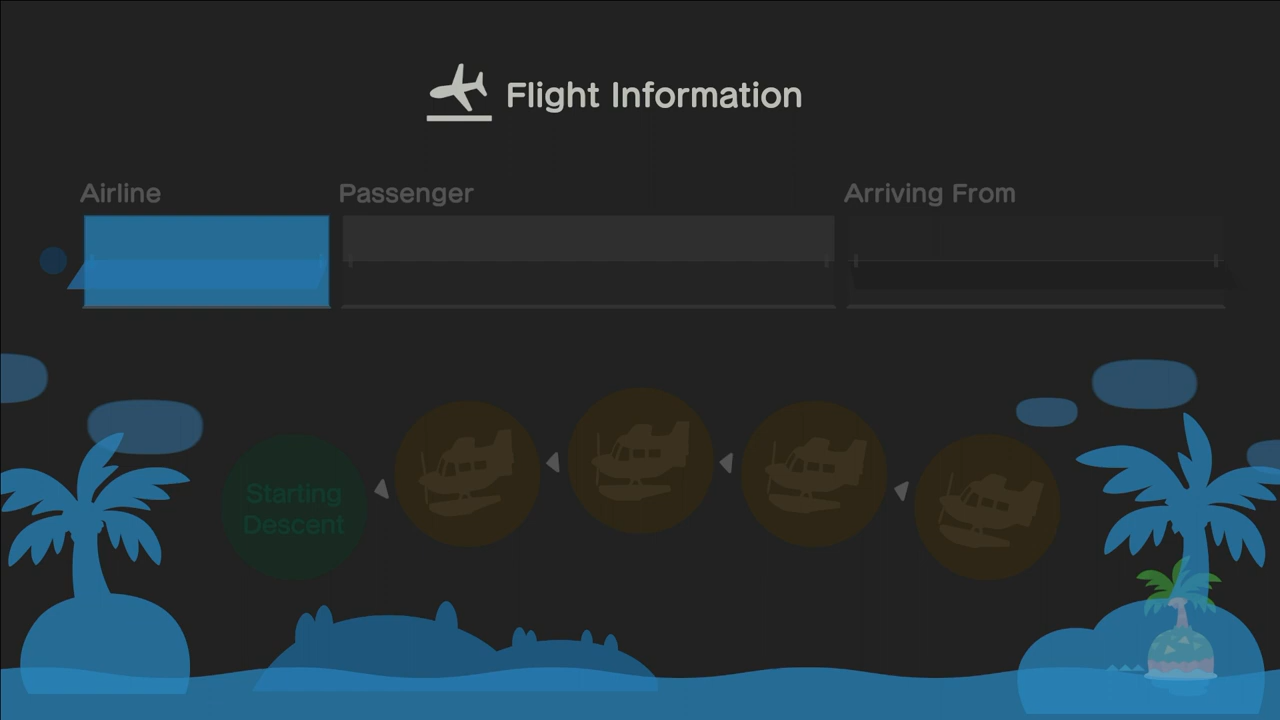 Flight Information
Airline
Passenger
Arriving From
Starting
Descent